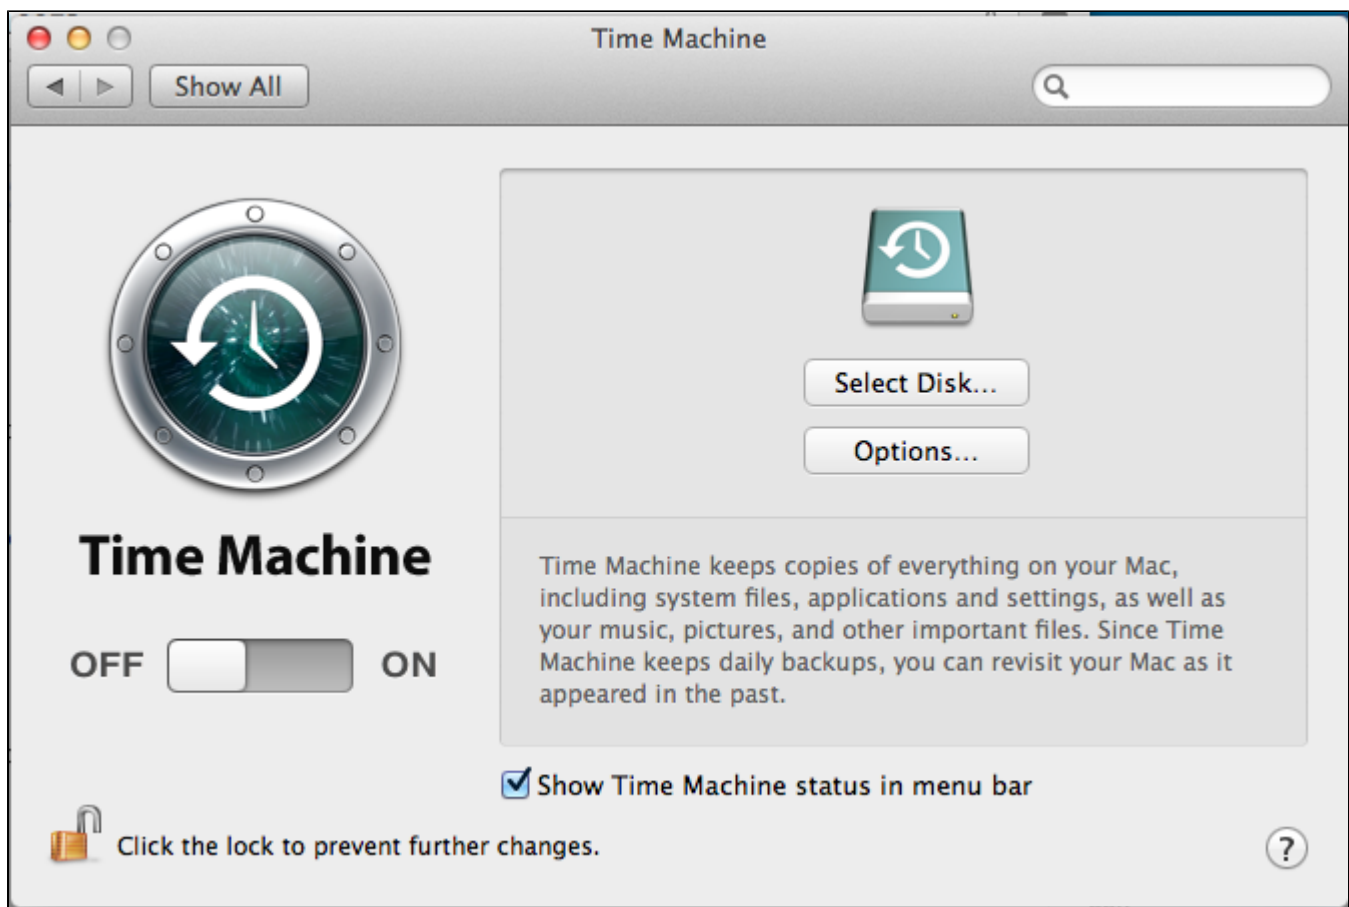 Time Machine
Show All
Select Disk...
Options...
Time Machine
Time Machine keeps copies of everything on your Mac,
including system files, applications and settings, as well as
your music, pictures, and other important files. Since Time
Machine keeps daily backups, you can revisit your Mac as it
appeared in the past.
OFF ON
Show Time Machine status in menu bar
Click the lock to prevent further changes.
?